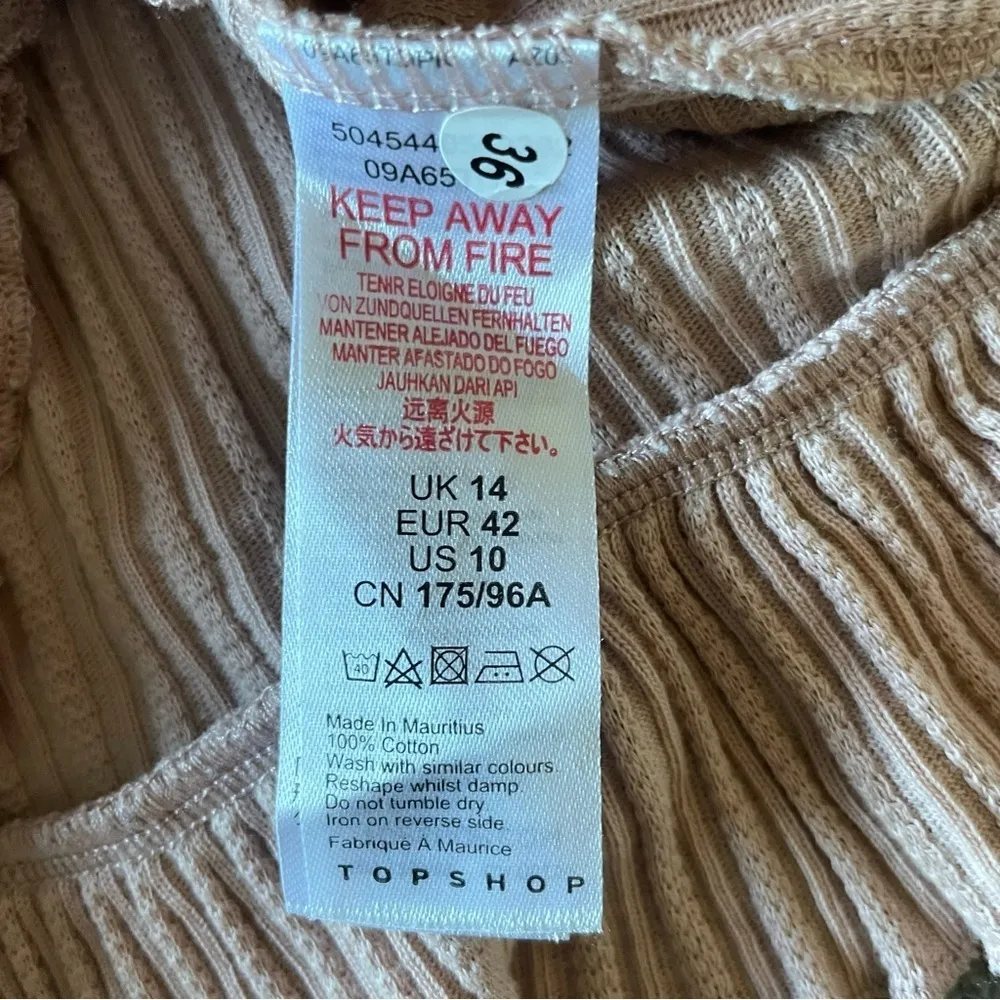 504544
36
09A65
KEEP AWAY
FROM FIRE
TENIR ELOIGNE DU FEU
VON ZUNDQUELLEN FERNHALTEN
MANTENER ALEJADO DEL FUEGO
MANTER AFASTADO DO FOGO
JAUHKAN DARI API
远离火源
火気から遠ざけて下さい。
UK 14
EUR 42
US 10
CN 175/96A
40
Made In Mauritius
100% Cotton
Wash with similar colours
Reshape whilst damp.
Do not tumble dry
Iron on reverse side
Fabriqué À Maurice
TOPSHOP